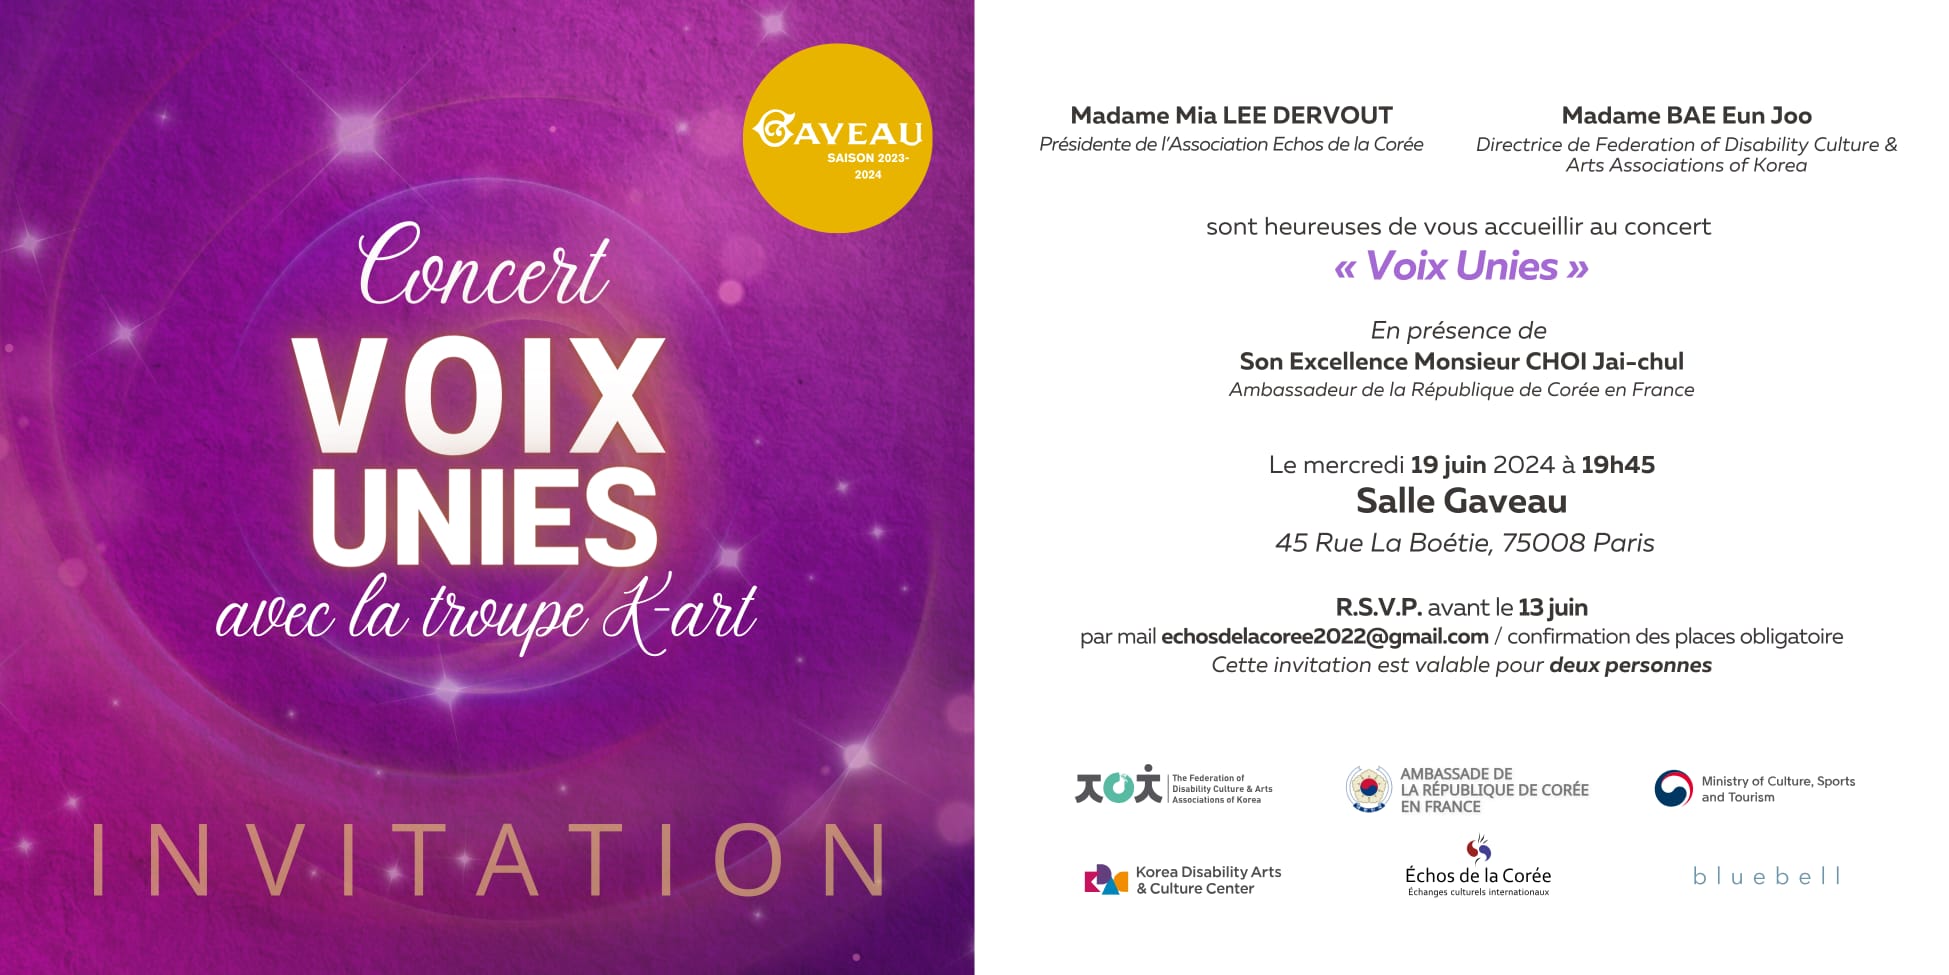 GAVEAU
SAISON 2023-
2024
Concert
VOIX
UNIES
avec la troupe K-art
INVITATION
Madame Mia LEE DERVOUT
Présidente de l'Association Echos de la Corée
Madame BAE Eun Joo
Directrice de Federation of Disability Culture &
Arts Associations of Korea
sont heureuses de vous accueillir au concert
« Voix Unies »
En présence de
Son Excellence Monsieur CHOI Jai-chul
Ambassadeur de la République de Corée en France
Le mercredi 19 juin 2024 à 19h45
Salle Gaveau
45 Rue La Boétie, 75008 Paris
R.S.V.P. avant le 13 juin
par mail echosdelacoree2022@gmail.com / confirmation des places obligatoire
Cette invitation est valable pour deux personnes
The Federation of
Disability Culture & Arts
Associations of Korea
AMBASSADE DE
LA RÉPUBLIQUE DE CORÉE
EN FRANCE
Ministry of Culture, Sports
and Tourism
Korea Disability Arts
& Culture Center
Échos de la Corée
Échanges culturels internationaux
bluebell